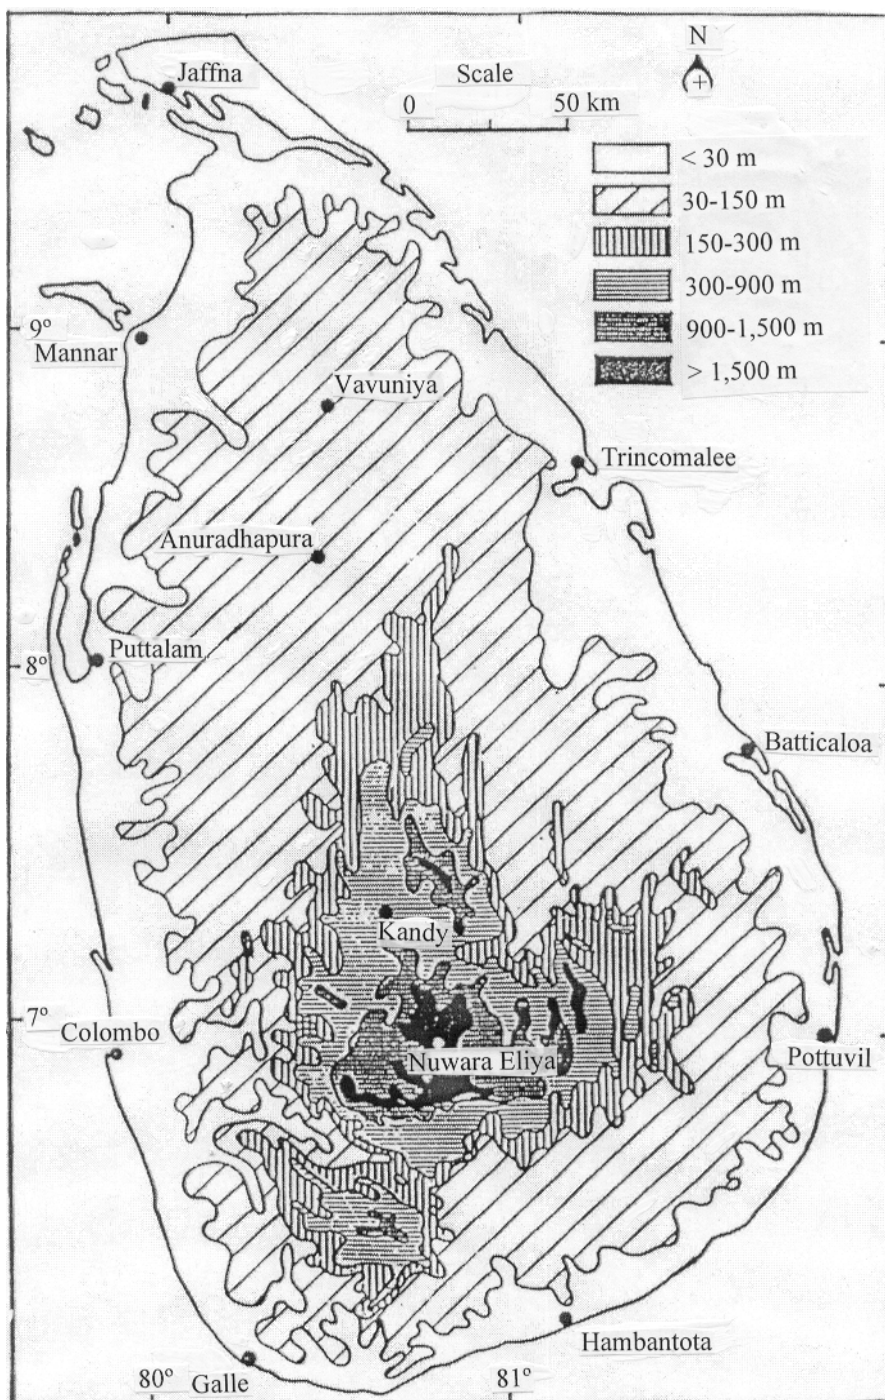 N
Jaffna
Scale
0 50 km
< 30 m
30-150 m
150-300 m
300-900 m
900-1,500 m
> 1,500 m
9º
Mannar
Vavuniya
Trincomalee
Anuradhapura
Puttalam
8º
Batticaloa
Kandy
7º
Colombo
Nuwara Eliya
Pottuvil
Hambantota
80º
81º
Galle